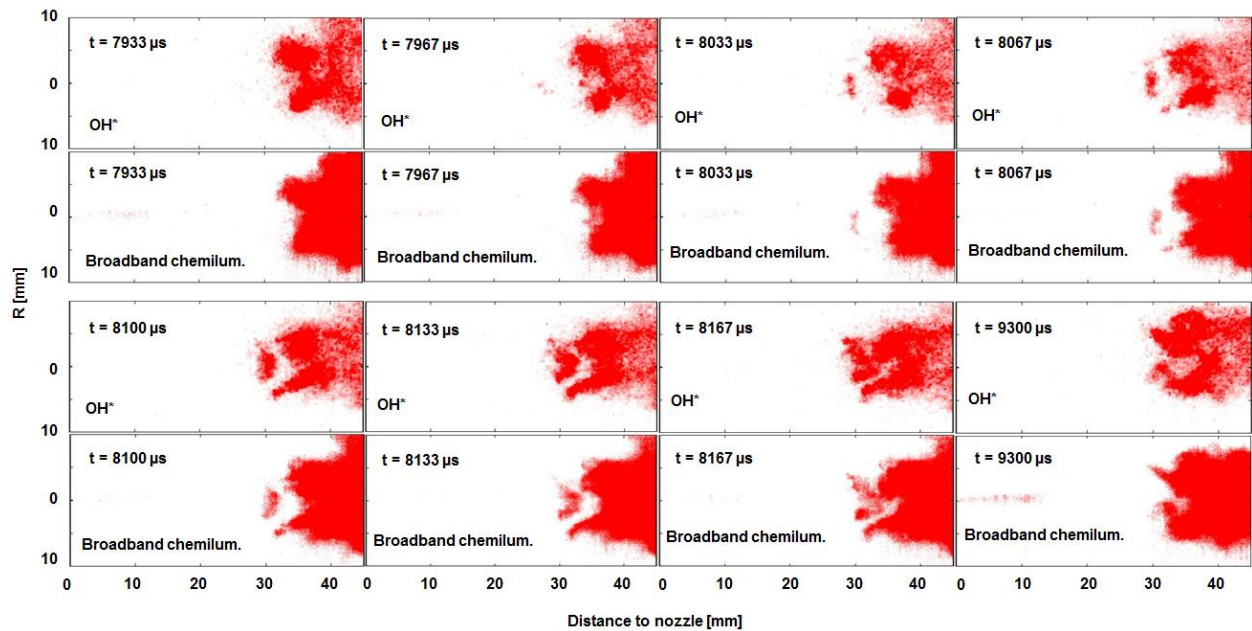 10
0
10
0
10
R [mm]
t = 7933 µs
OH*
t = 7967 µs
OH*
t = 8033 µs
OH*
t = 8067 µs
OH*
t = 7933 µs
Broadband chemilum.
t = 7967 µs
Broadband chemilum.
t = 8033 µs
Broadband chemilum.
t = 8067 µs
Broadband chemilum.
0
10
0
10
t = 8100 µs
OH*
t = 8133 µs
OH*
t = 8167 µs
OH*
t = 9300 µs
OH*
t = 8100 µs
Broadband chemilum.
t = 8133 µs
Broadband chemilum.
t = 8167 µs
Broadband chemilum.
t = 9300 µs
Broadband chemilum.
0 10 20 30 40 0 10 20 30 40 0 10 20 30 40 0 10 20 30 40
Distance to nozzle [mm]